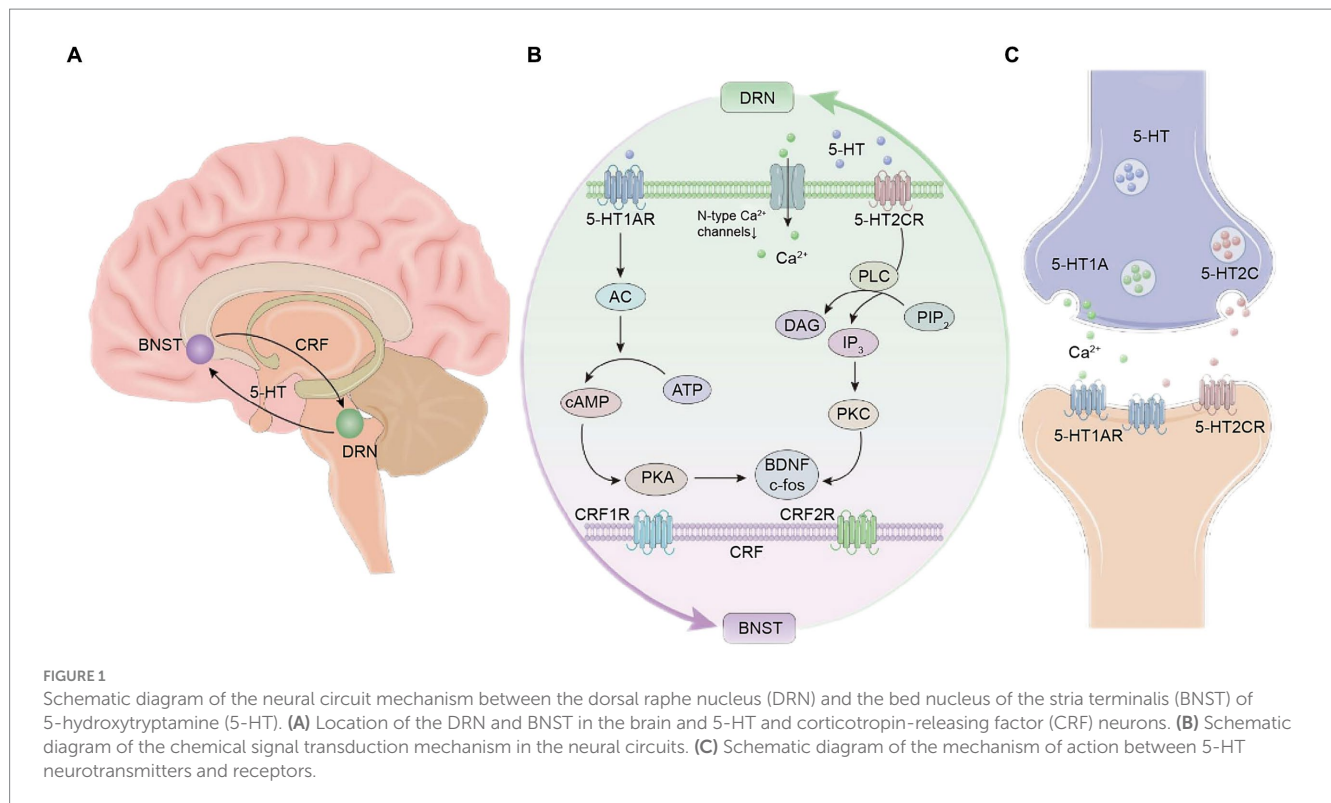 A
BNST
CRF
5-HT
DRN
B
DRN
5-HT
5-HT1AR
N-type Ca²⁺
channels↓
Ca²⁺
5-HT2CR
AC
PLC
DAG
PIP₂
IP₃
cAMP
ATP
PKC
PKA
BDNF
c-fos
CRF1R
CRF2R
CRF
BNST
C
5-HT
5-HT1A
5-HT2C
Ca²⁺
5-HT1AR
5-HT2CR
FIGURE 1
Schematic diagram of the neural circuit mechanism between the dorsal raphe nucleus (DRN) and the bed nucleus of the stria terminalis (BNST) of
5-hydroxytryptamine (5-HT). (A) Location of the DRN and BNST in the brain and 5-HT and corticotropin-releasing factor (CRF) neurons. (B) Schematic
diagram of the chemical signal transduction mechanism in the neural circuits. (C) Schematic diagram of the mechanism of action between 5-HT
neurotransmitters and receptors.